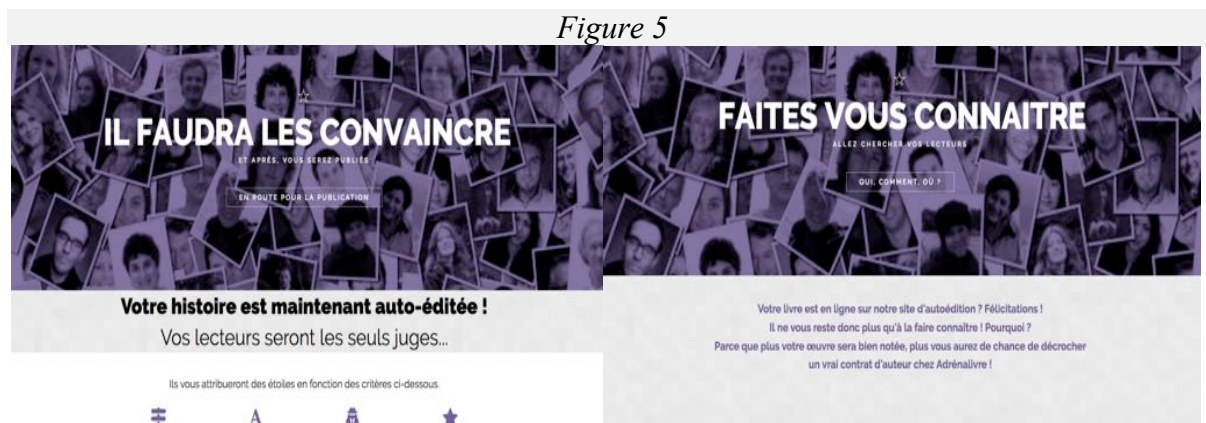 Figure 5
IL FAUDRA LES CONVAINCRE
ET APRÈS, VOUS SEREZ PUBLIÉS
EN ROUTE POUR LA PUBLICATION
Votre histoire est maintenant auto-éditée !
Vos lecteurs seront les seuls juges...
Ils vous attribueront des étoiles en fonction des critères ci-dessous.
FAITES VOUS CONNAITRE
ALLEZ CHERCHER VOS LECTEURS
QUI, COMMENT, OÙ ?
Votre livre est en ligne sur notre site d'autoédition ? Félicitations !
Il ne vous reste donc plus qu'à la faire connaître ! Pourquoi ?
Parce que plus votre œuvre sera bien notée, plus vous aurez de chance de décrocher
un vrai contrat d'auteur chez Adrénalivre !